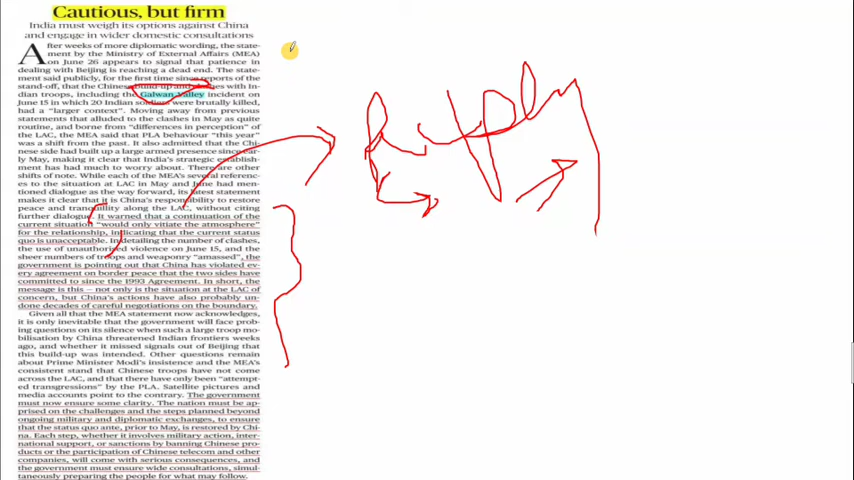 Cautious, but firm
India must weigh its options against China
and engage in wider domestic consultations
After weeks of more diplomatic wording, the state-
ment by the Ministry of External Affairs (MEA)
on June 26 appears to signal that patience in
dealing with Beijing is reaching a dead end. The state-
ment said publicly, for the first time since reports of the
stand-off, that the Chinese build-up and clashes with In-
dian troops, including the Galwan Valley incident on
June 15 in which 20 Indian soldiers were brutally killed,
had a "larger context". Moving away from previous
statements that alluded to the clashes in May as quite
routine, and borne from "differences in perception" of
the LAC, the MEA said that PLA behaviour "this year"
was a shift from the past. It also admitted that the Chi-
nese side had built up a large armed presence since ear-
ly May, making it clear that India's strategic establish-
ment has had much to worry about. There are other
shifts of note. While each of the MEA's several referenc-
es to the situation at LAC in May and June had men-
tioned dialogue as the way forward, its latest statement
makes it clear that it is China's responsibility to restore
peace and tranquillity along the LAC, without citing
further dialogue. It warned that a continuation of the
current situation "would only vitiate the atmosphere"
for the relationship, indicating that the current status
quo is unacceptable. In detailing the number of clashes,
the use of unauthorized violence on June 15, and the
sheer numbers of troops and weaponry "amassed", the
government is pointing out that China has violated ev-
ery agreement on border peace that the two sides have
committed to since the 1993 Agreement. In short, the
message is this — not only is the situation at the LAC of
concern, but China's actions have also probably un-
done decades of careful negotiations on the boundary.
Given all that the MEA statement now acknowledges,
it is only inevitable that the government will face prob-
ing questions on its silence when such a large troop mo-
bilisation by China threatened Indian frontiers weeks
ago, and whether it missed signals out of Beijing that
this build-up was intended. Other questions remain
about Prime Minister Modi's insistence and the MEA's
consistent stand that Chinese troops have not come
across the LAC, and that there have only been "attempt-
ed transgressions" by the PLA. Satellite pictures and
media accounts point to the contrary. The government
must now ensure some clarity. The nation must be ap-
prised on the challenges and the steps planned beyond
ongoing military and diplomatic exchanges, to ensure
that the status quo ante, prior to May, is restored by Chi-
na. Each step, whether it involves military action, inter-
national support, or sanctions by banning Chinese pro-
ducts or the participation of Chinese telecom and other
companies, will come with serious consequences, and
the government must ensure wide consultations, simul-
taneously preparing the people for what may follow.